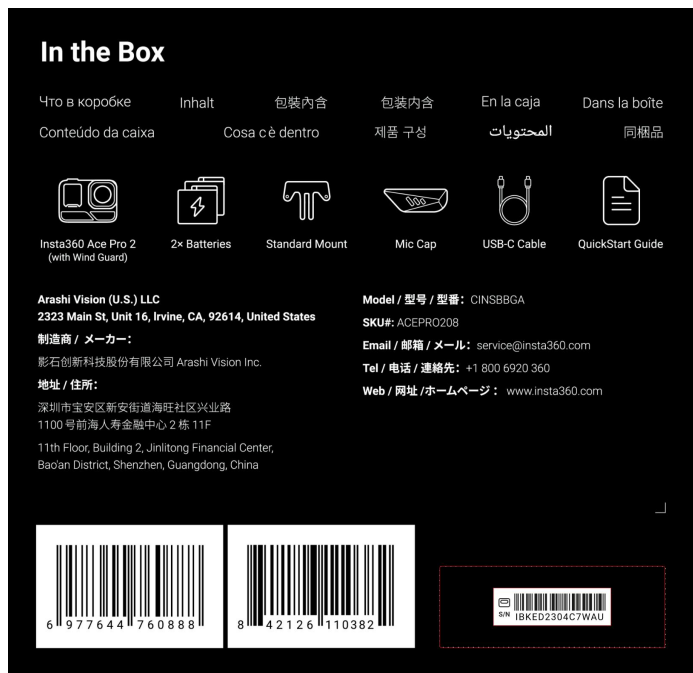 In the Box
Что в коробке Inhalt 包裝內含 包装内含 En la caja Dans la boîte
Conteúdo da caixa Cosa c è dentro 제품 구성 المحتويات 同梱品
Insta360 Ace Pro 2 2× Batteries Standard Mount Mic Cap USB-C Cable QuickStart Guide
(with Wind Guard)
Arashi Vision (U.S.) LLC
2323 Main St, Unit 16, Irvine, CA, 92614, United States
制造商 / メーカー：
影石创新科技股份有限公司 Arashi Vision Inc.
地址 / 住所：
深圳市宝安区新安街道海旺社区兴业路
1100 号前海人寿金融中心 2 栋 11F
11th Floor, Building 2, Jinlitong Financial Center,
Bao'an District, Shenzhen, Guangdong, China
Model / 型号 / 型番： CINSBBGA
SKU#: ACEPRO208
Email / 邮箱 / メール： service@insta360.com
Tel / 电话 / 連絡先： +1 800 6920 360
Web / 网址 /ホームページ： www.insta360.com
6 977644 760888
8 42126 110382
S/N IBKED2304C7WAU